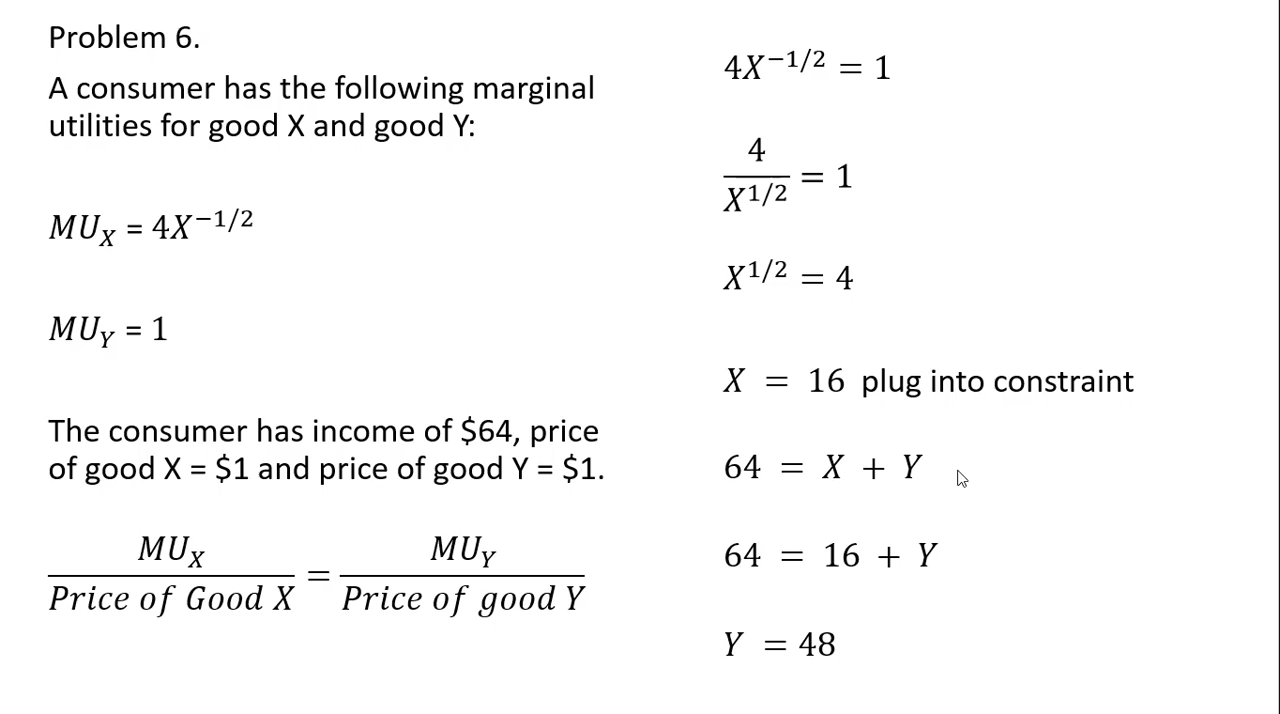 Problem 6.
A consumer has the following marginal
utilities for good X and good Y:
MU_X = 4X^{−1/2}
MU_Y = 1
The consumer has income of $64, price
of good X = $1 and price of good Y = $1.
MU_X / Price of Good X = MU_Y / Price of good Y
4X^{−1/2} = 1
4 / X^{1/2} = 1
X^{1/2} = 4
X = 16 plug into constraint
64 = X + Y
64 = 16 + Y
Y = 48